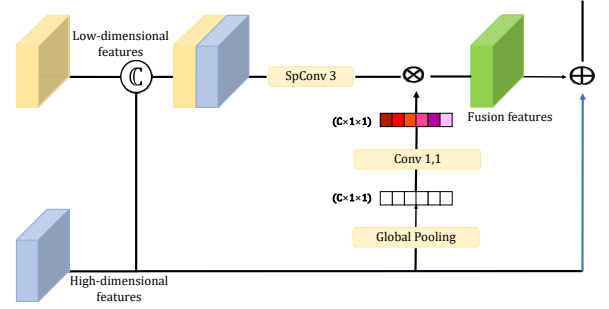 Low-dimensional
features
ℂ
SpConv 3
⊗
⊕
Fusion features
(C×1×1)
Conv 1,1
(C×1×1)
Global Pooling
High-dimensional
features